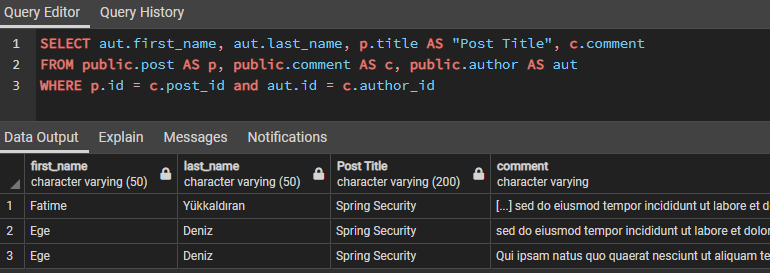 Query Editor Query History
1 SELECT aut.first_name, aut.last_name, p.title AS "Post Title", c.comment
2 FROM public.post AS p, public.comment AS c, public.author AS aut
3 WHERE p.id = c.post_id and aut.id = c.author_id
Data Output Explain Messages Notifications
first_name last_name Post Title comment
character varying (50) character varying (50) character varying (200) character varying
1 Fatime Yükkaldıran Spring Security [...] sed do eiusmod tempor incididunt ut labore et d
2 Ege Deniz Spring Security sed do eiusmod tempor incididunt ut labore et dolor
3 Ege Deniz Spring Security Qui ipsam natus quo quaerat nesciunt ut aliquam te